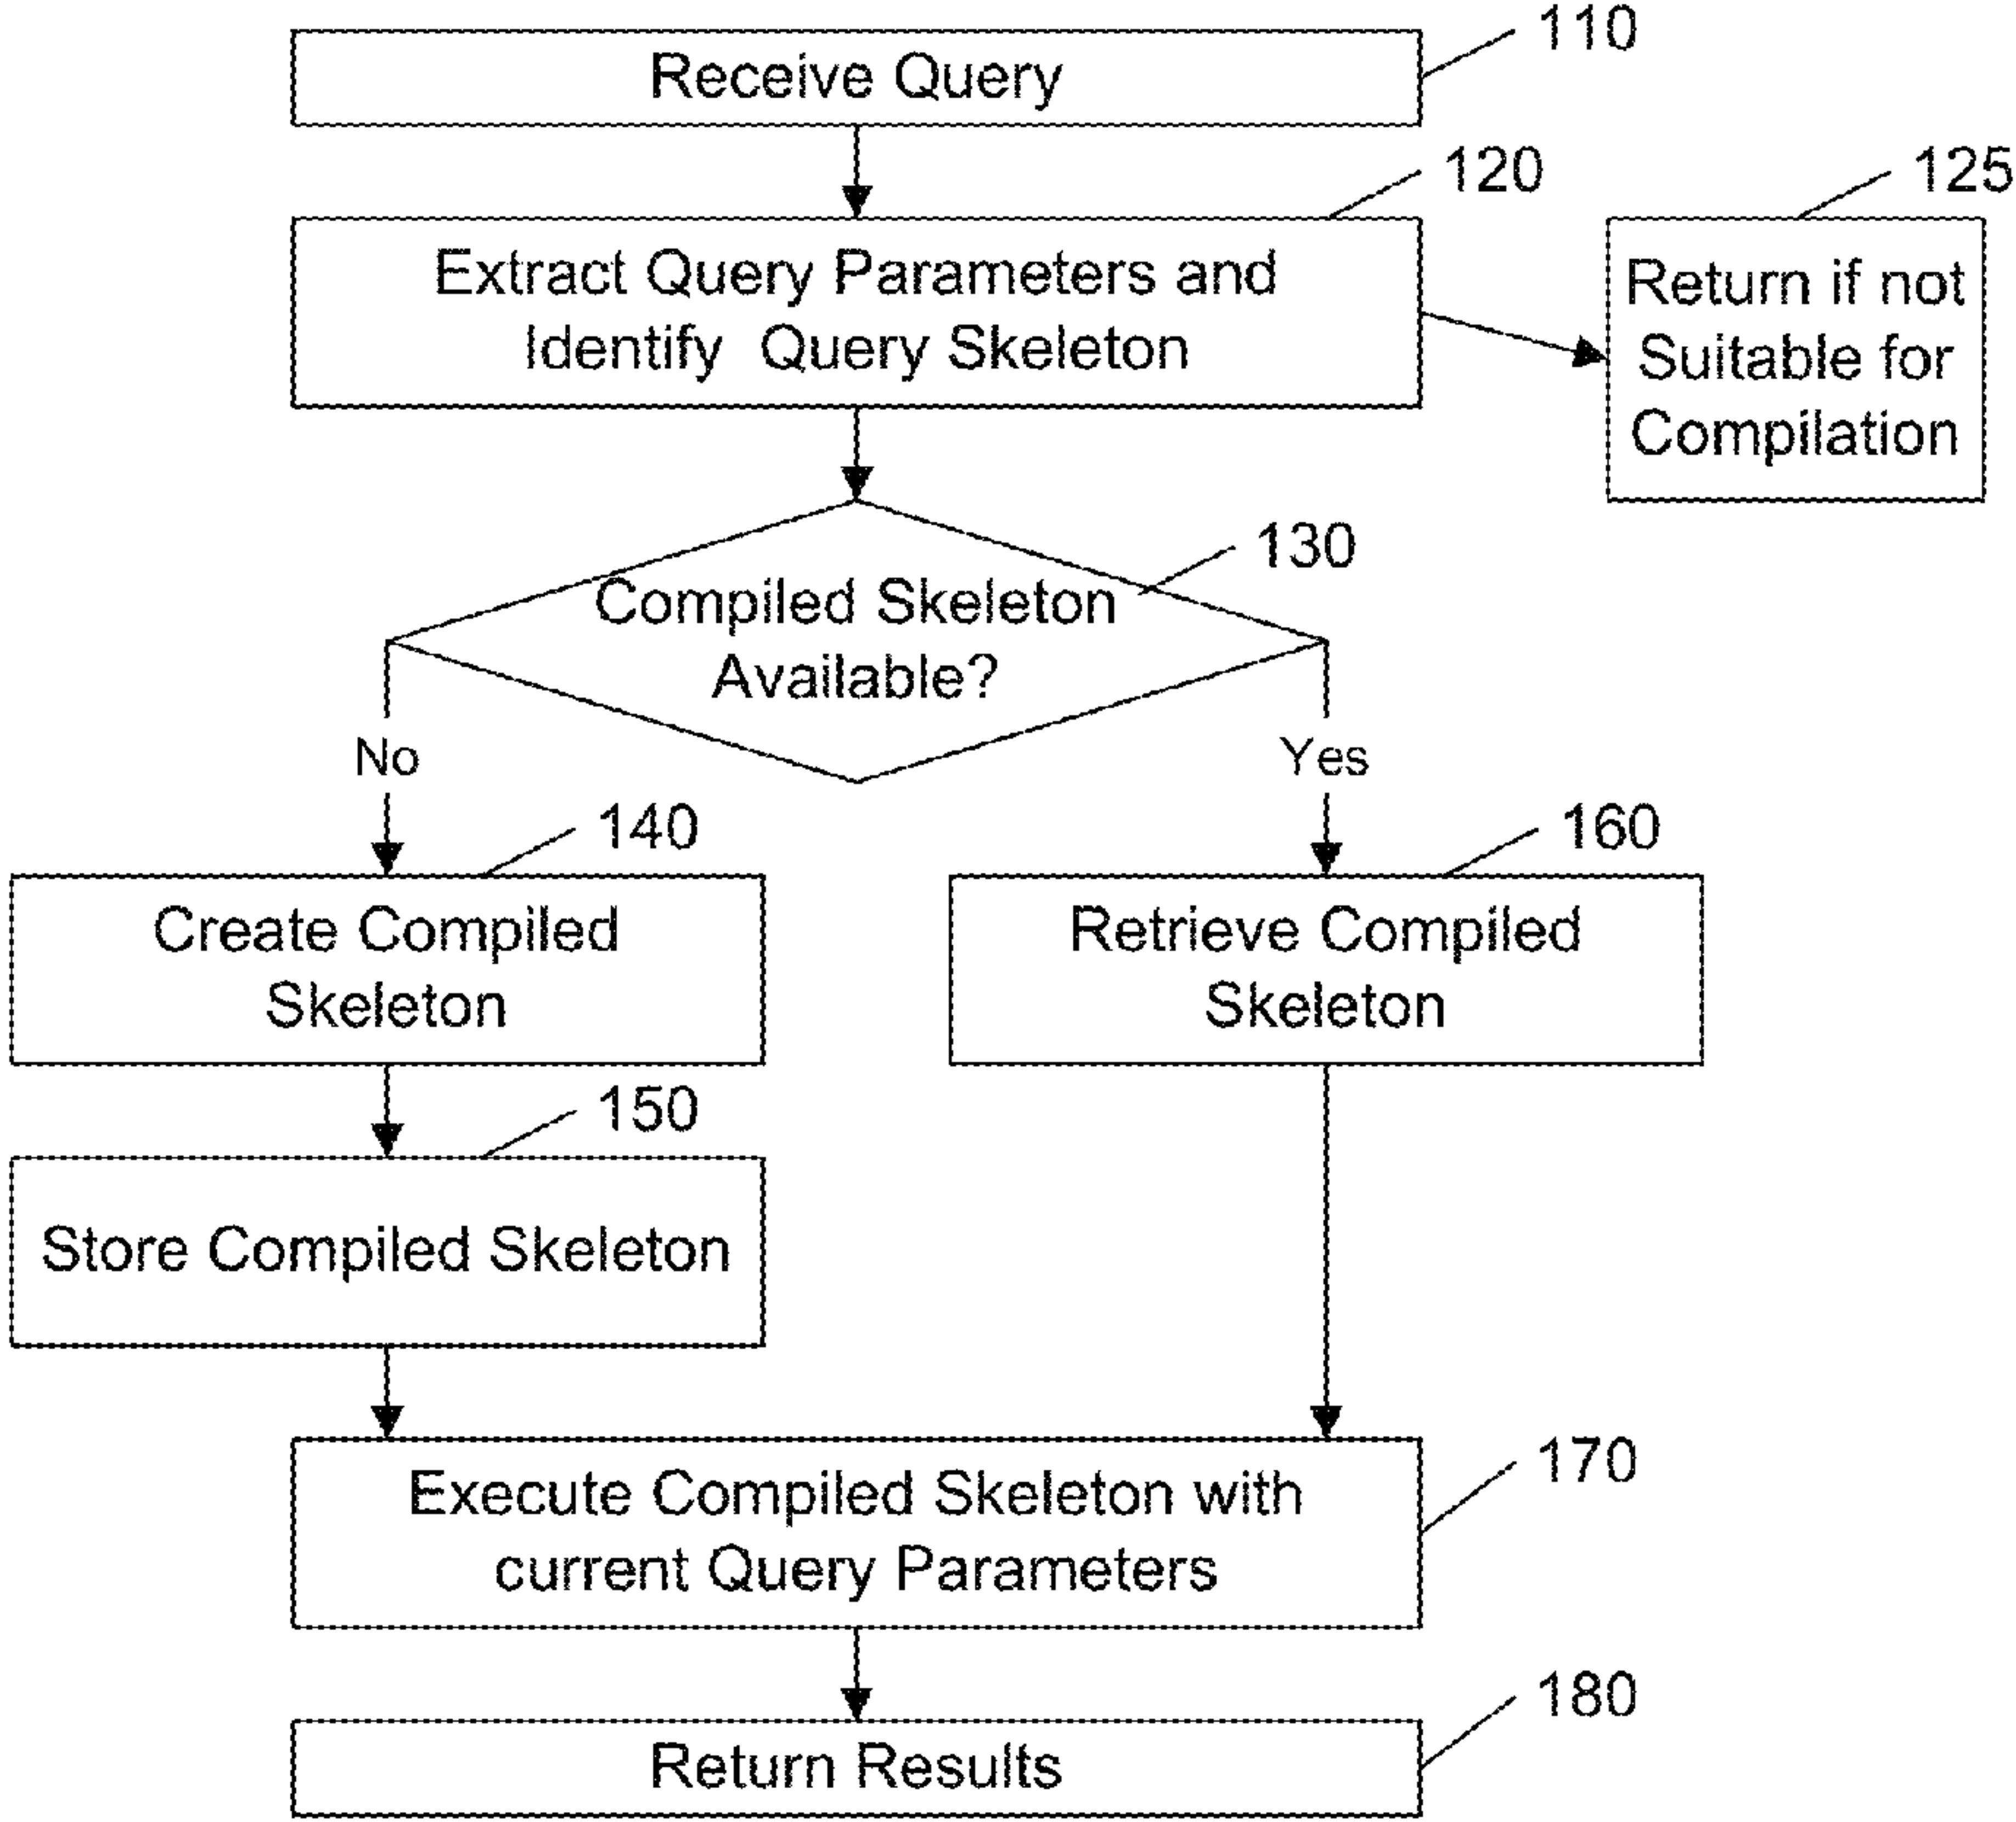 110
Receive Query
120
125
Extract Query Parameters and
Identify Query Skeleton
Return if not
Suitable for
Compilation
130
Compiled Skeleton
Available?
No
Yes
140
160
Create Compiled
Skeleton
Retrieve Compiled
Skeleton
150
Store Compiled Skeleton
170
Execute Compiled Skeleton with
current Query Parameters
180
Return Results